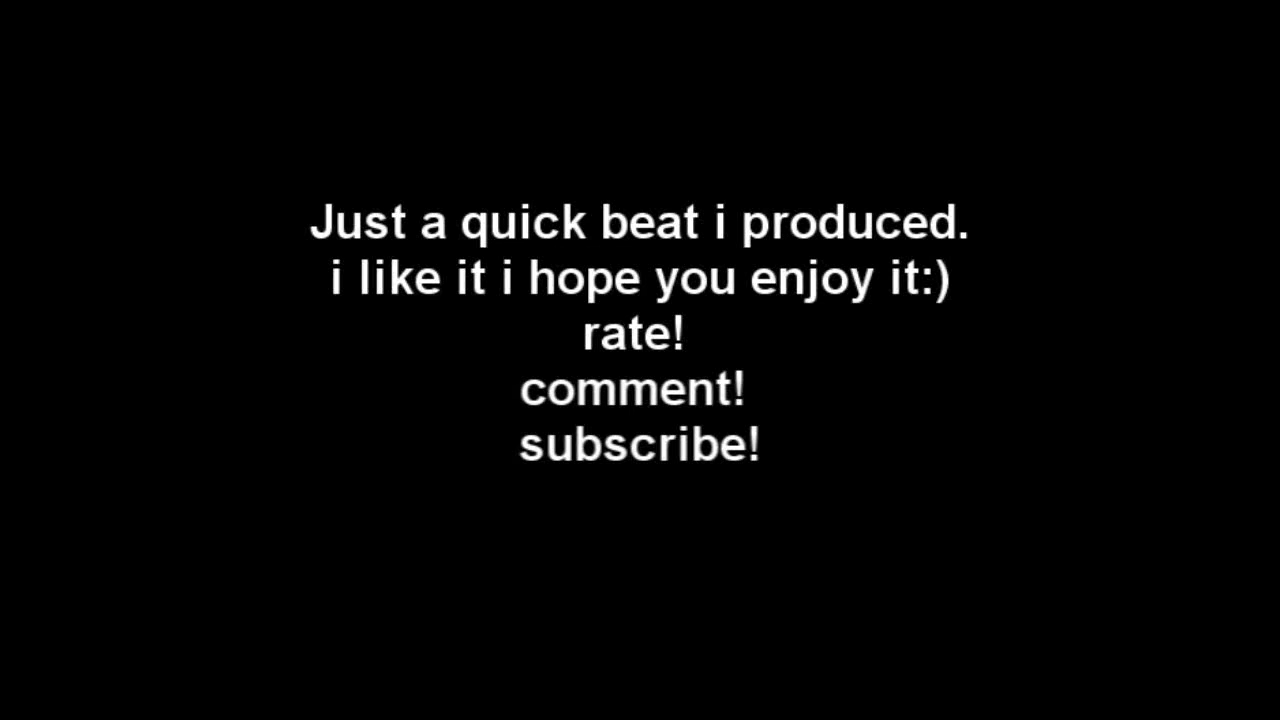 Just a quick beat i produced.
i like it i hope you enjoy it:)
rate!
comment!
subscribe!